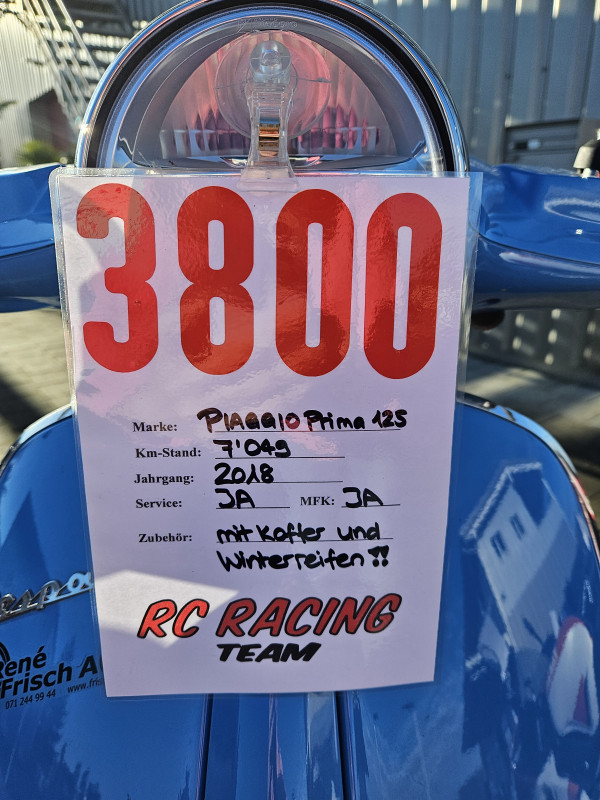 3800
Marke: PIAGGIO Prima 125
Km-Stand: 7'049
Jahrgang: 2018
Service: JA MFK: JA
Zubehör: mit Koffer und
Winterreifen !!
RC RACING
TEAM
René
Frisch
071 244 99 44